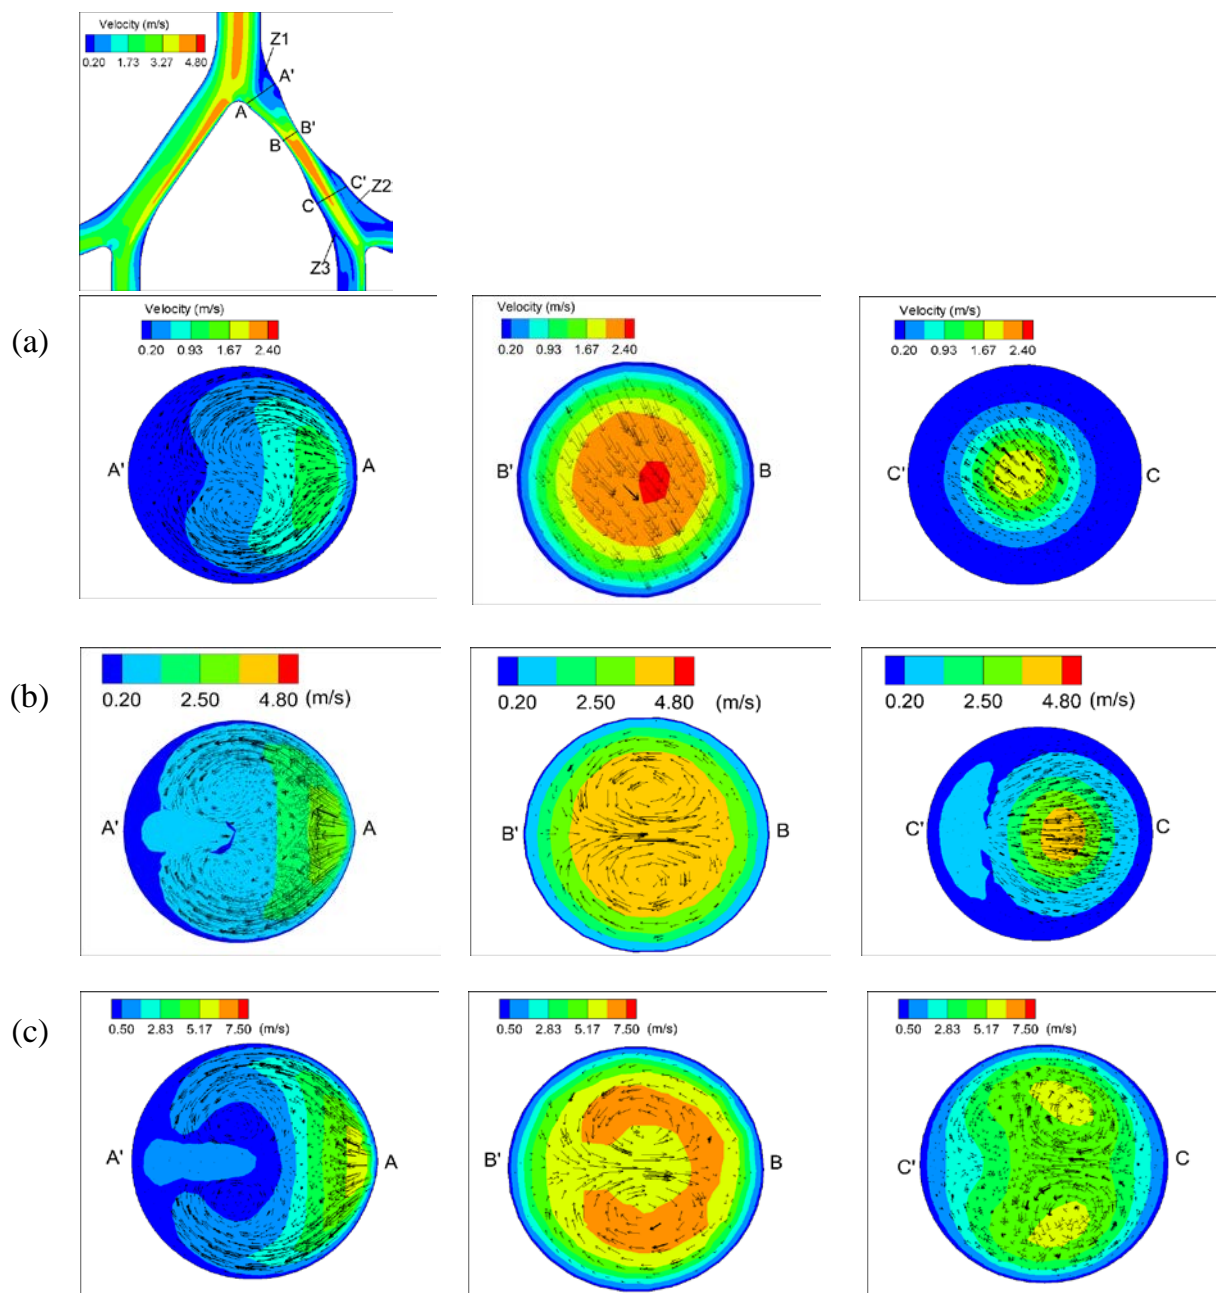 Velocity (m/s)
0.20 1.73 3.27 4.80
Z1
A'
A
B'
B
C'
Z2
C
Z3
(a)
Velocity (m/s)
0.20 0.93 1.67 2.40
A' A
Velocity (m/s)
0.20 0.93 1.67 2.40
B' B
Velocity (m/s)
0.20 0.93 1.67 2.40
C' C
(b)
0.20 2.50 4.80 (m/s)
A' A
0.20 2.50 4.80 (m/s)
B' B
0.20 2.50 4.80 (m/s)
C' C
(c)
0.50 2.83 5.17 7.50 (m/s)
A' A
0.50 2.83 5.17 7.50 (m/s)
B' B
0.50 2.83 5.17 7.50 (m/s)
C' C